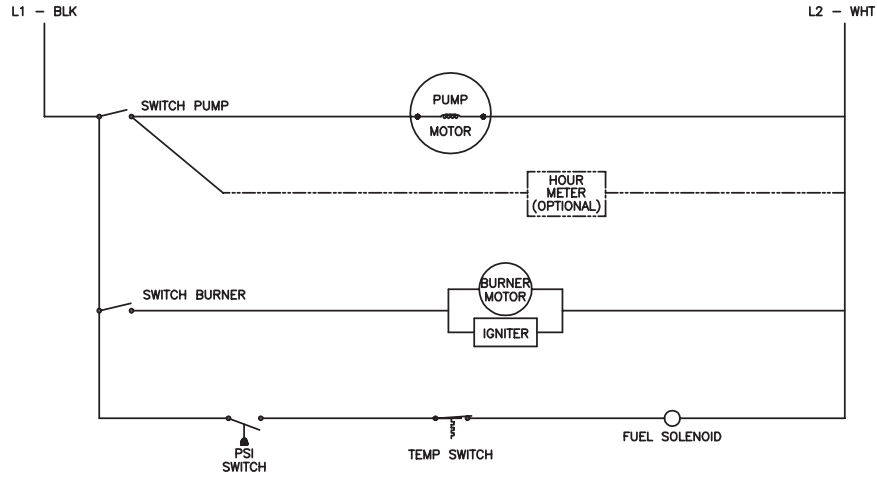 L1 - BLK
L2 - WHT
SWITCH PUMP
PUMP
MOTOR
HOUR
METER
(OPTIONAL)
SWITCH BURNER
BURNER
MOTOR
IGNITER
PSI
SWITCH
TEMP SWITCH
FUEL SOLENOID